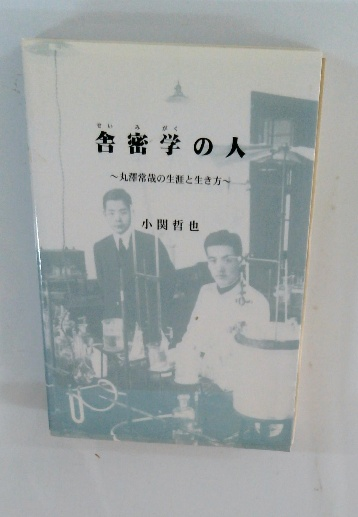 せいみがく
舎密学の人
~丸澤常哉の生涯と生き方~
小関哲也